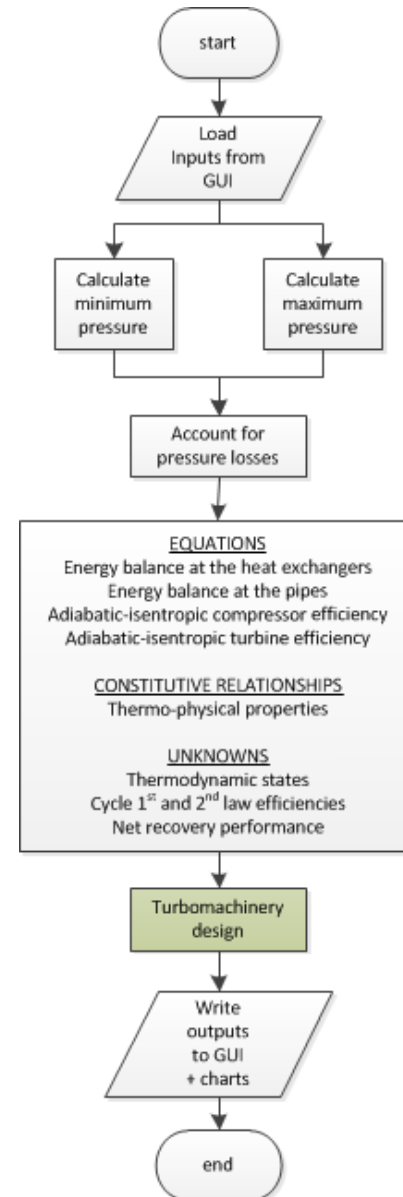 start
Load
Inputs from
GUI
Calculate
minimum
pressure
Calculate
maximum
pressure
Account for
pressure losses
EQUATIONS
Energy balance at the heat exchangers
Energy balance at the pipes
Adiabatic-isentropic compressor efficiency
Adiabatic-isentropic turbine efficiency
CONSTITUTIVE RELATIONSHIPS
Thermo-physical properties
UNKNOWNS
Thermodynamic states
Cycle 1st and 2nd law efficiencies
Net recovery performance
Turbomachinery
design
Write
outputs
to GUI
+ charts
end